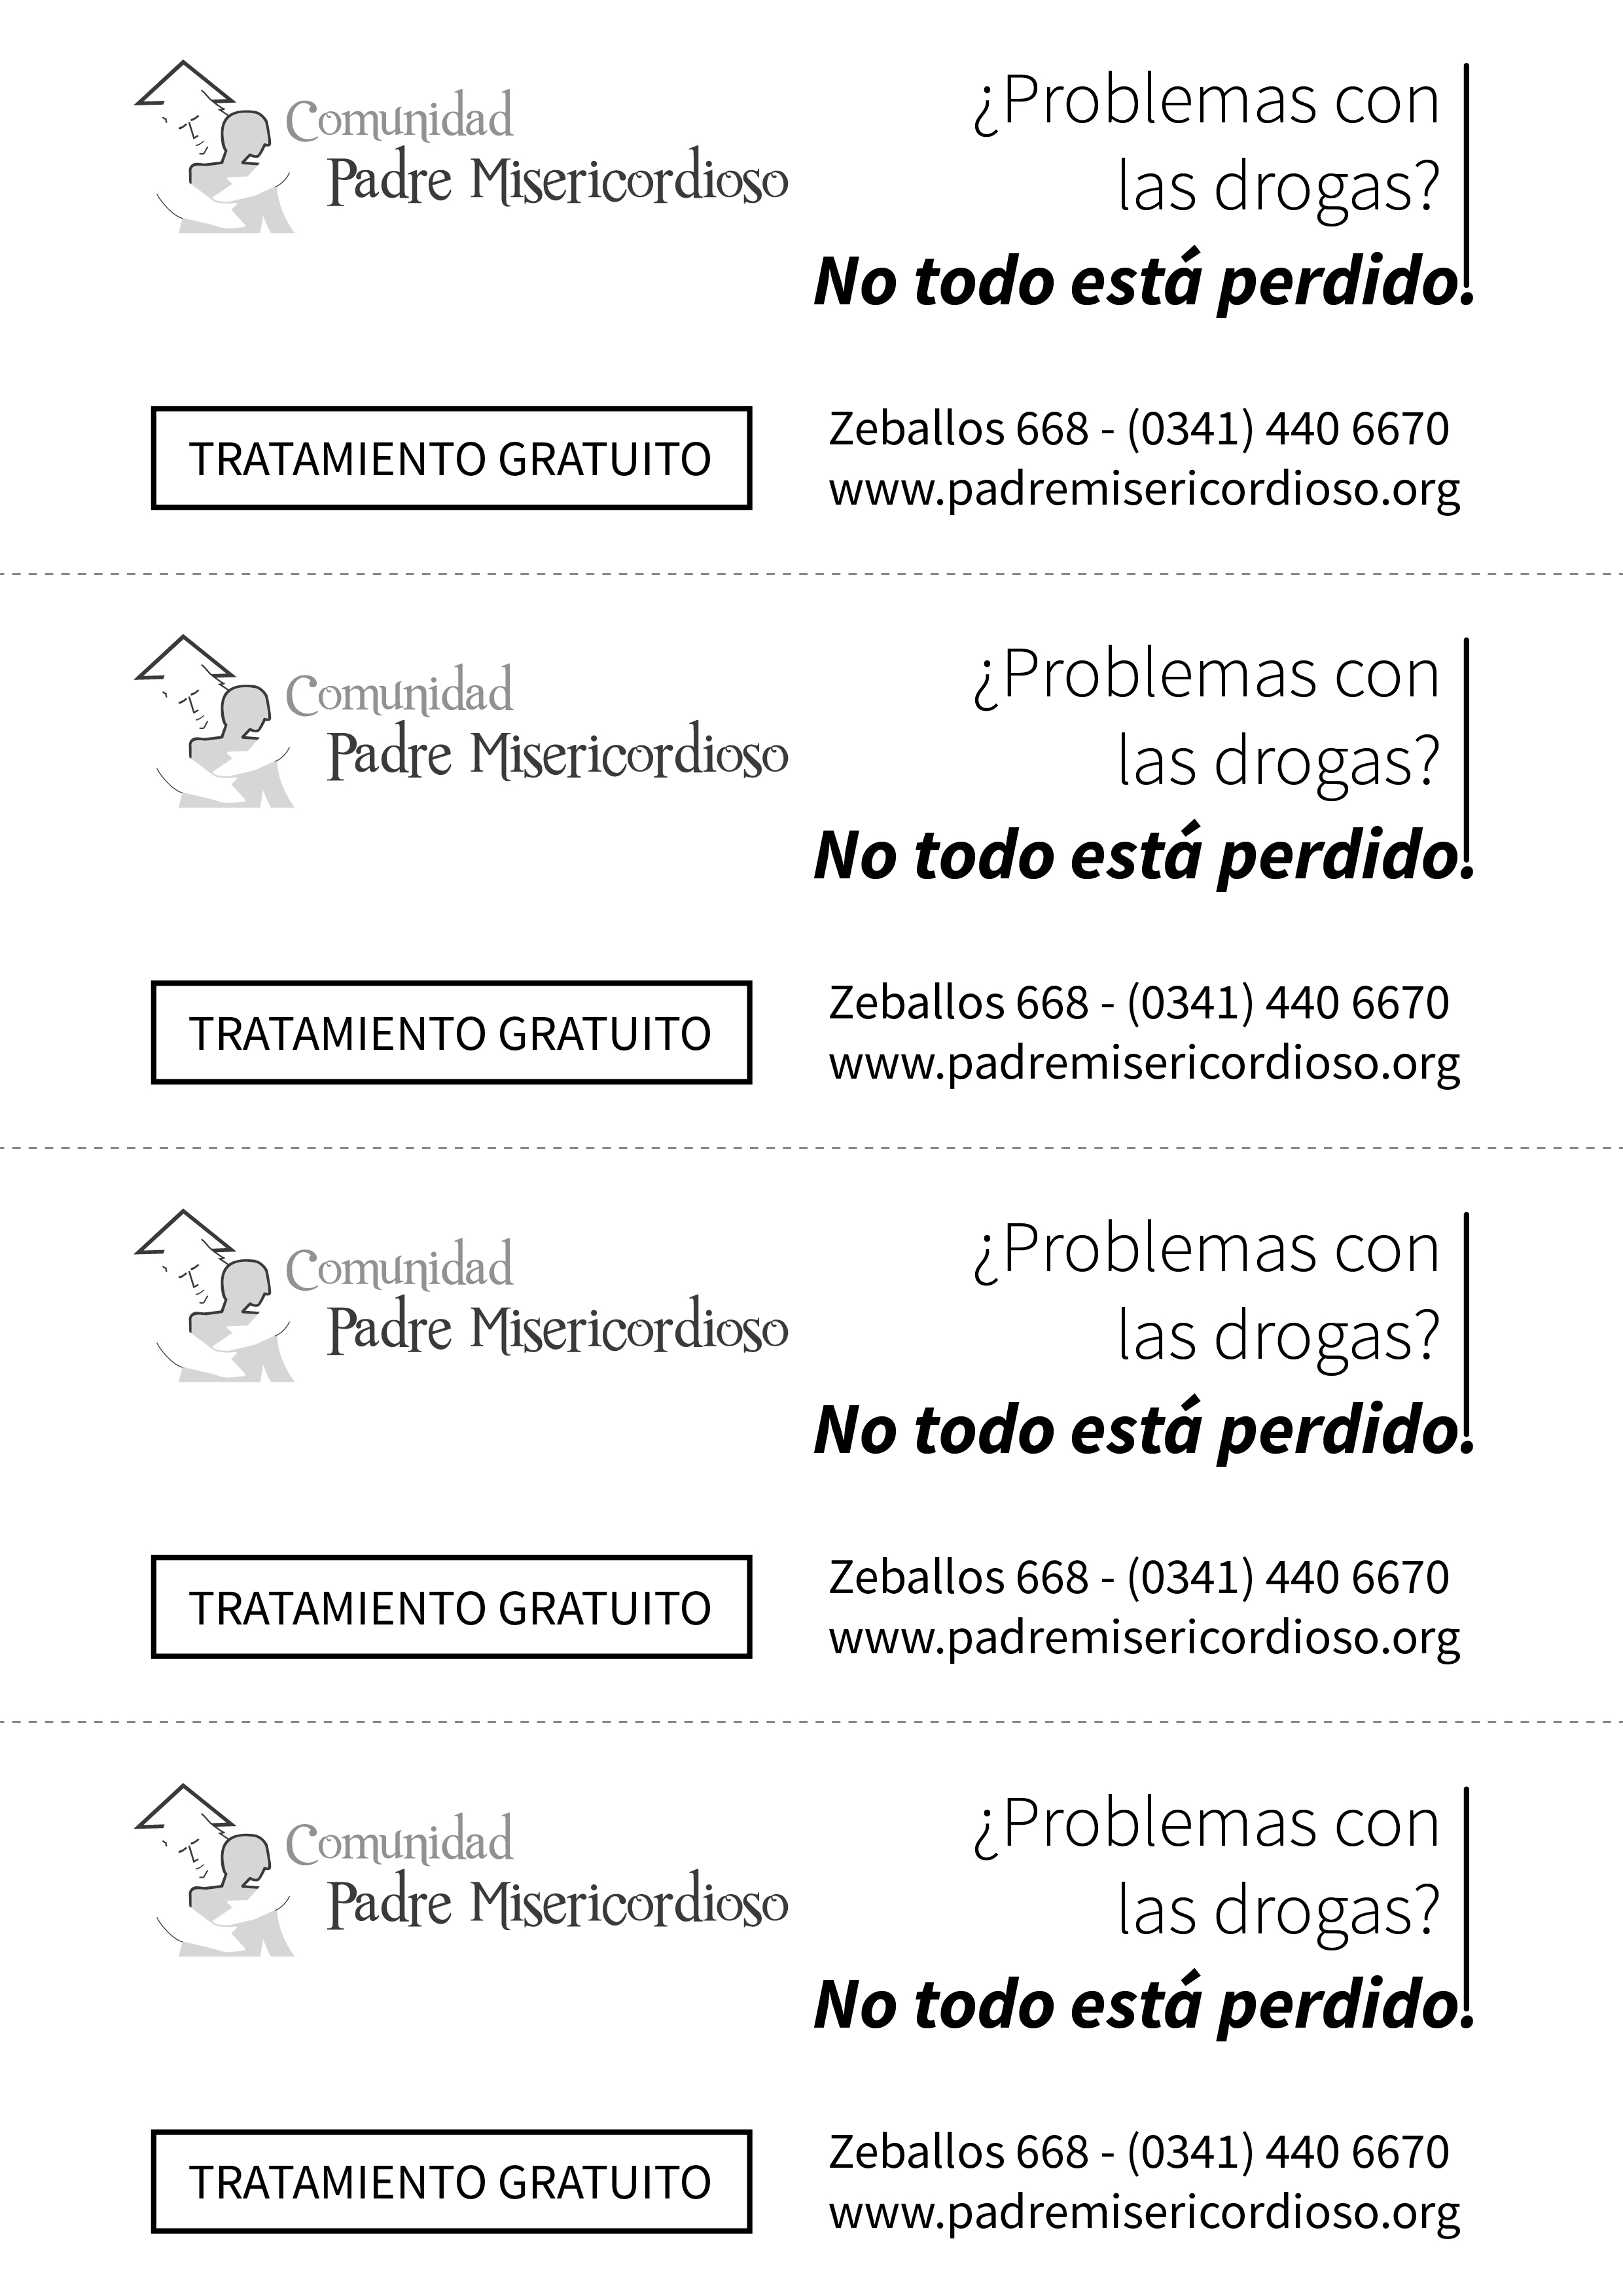 Comunidad
Padre Misericordioso
¿Problemas con
las drogas?
No todo está perdido.
TRATAMIENTO GRATUITO
Zeballos 668 - (0341) 440 6670
www.padremisericordioso.org
Comunidad
Padre Misericordioso
¿Problemas con
las drogas?
No todo está perdido.
TRATAMIENTO GRATUITO
Zeballos 668 - (0341) 440 6670
www.padremisericordioso.org
Comunidad
Padre Misericordioso
¿Problemas con
las drogas?
No todo está perdido.
TRATAMIENTO GRATUITO
Zeballos 668 - (0341) 440 6670
www.padremisericordioso.org
Comunidad
Padre Misericordioso
¿Problemas con
las drogas?
No todo está perdido.
TRATAMIENTO GRATUITO
Zeballos 668 - (0341) 440 6670
www.padremisericordioso.org